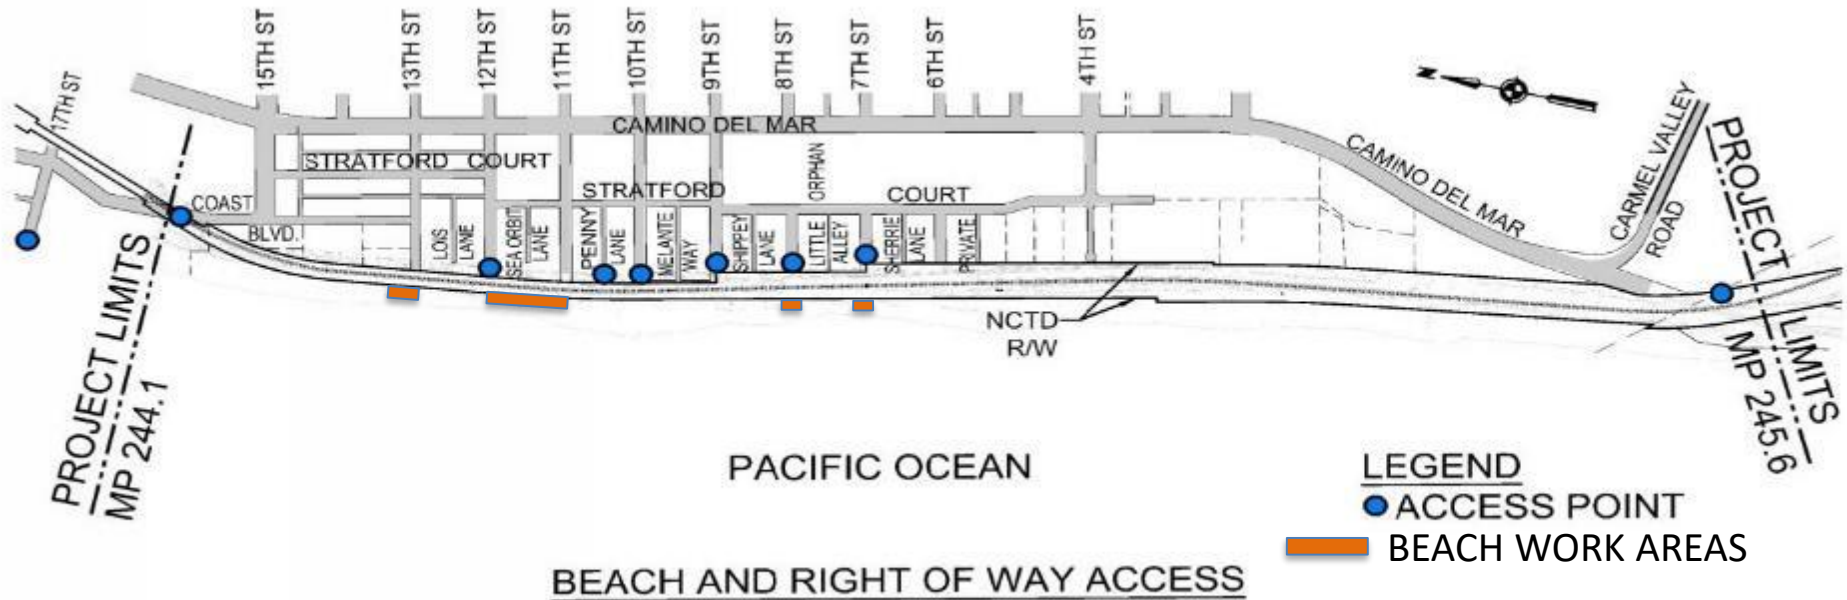 17TH ST
15TH ST
13TH ST
12TH ST
11TH ST
10TH ST
9TH ST
8TH ST
7TH ST
6TH ST
4TH ST
N
CAMINO DEL MAR
CAMINO DEL MAR
CARMEL VALLEY
ROAD
STRATFORD COURT
STRATFORD
COURT
ORPHAN
COAST
BLVD.
LOIS
LANE
SEA ORBIT
LANE
PENNY
LANE
MELANTE
WAY
SHIPPEY
LANE
LITTLE
ALLEY
SHERRIE
LANE
PRIVATE
NCTD
R/W
PROJECT LIMITS
MP 244.1
PROJECT LIMITS
MP 245.6
PACIFIC OCEAN
LEGEND
ACCESS POINT
BEACH WORK AREAS
BEACH AND RIGHT OF WAY ACCESS